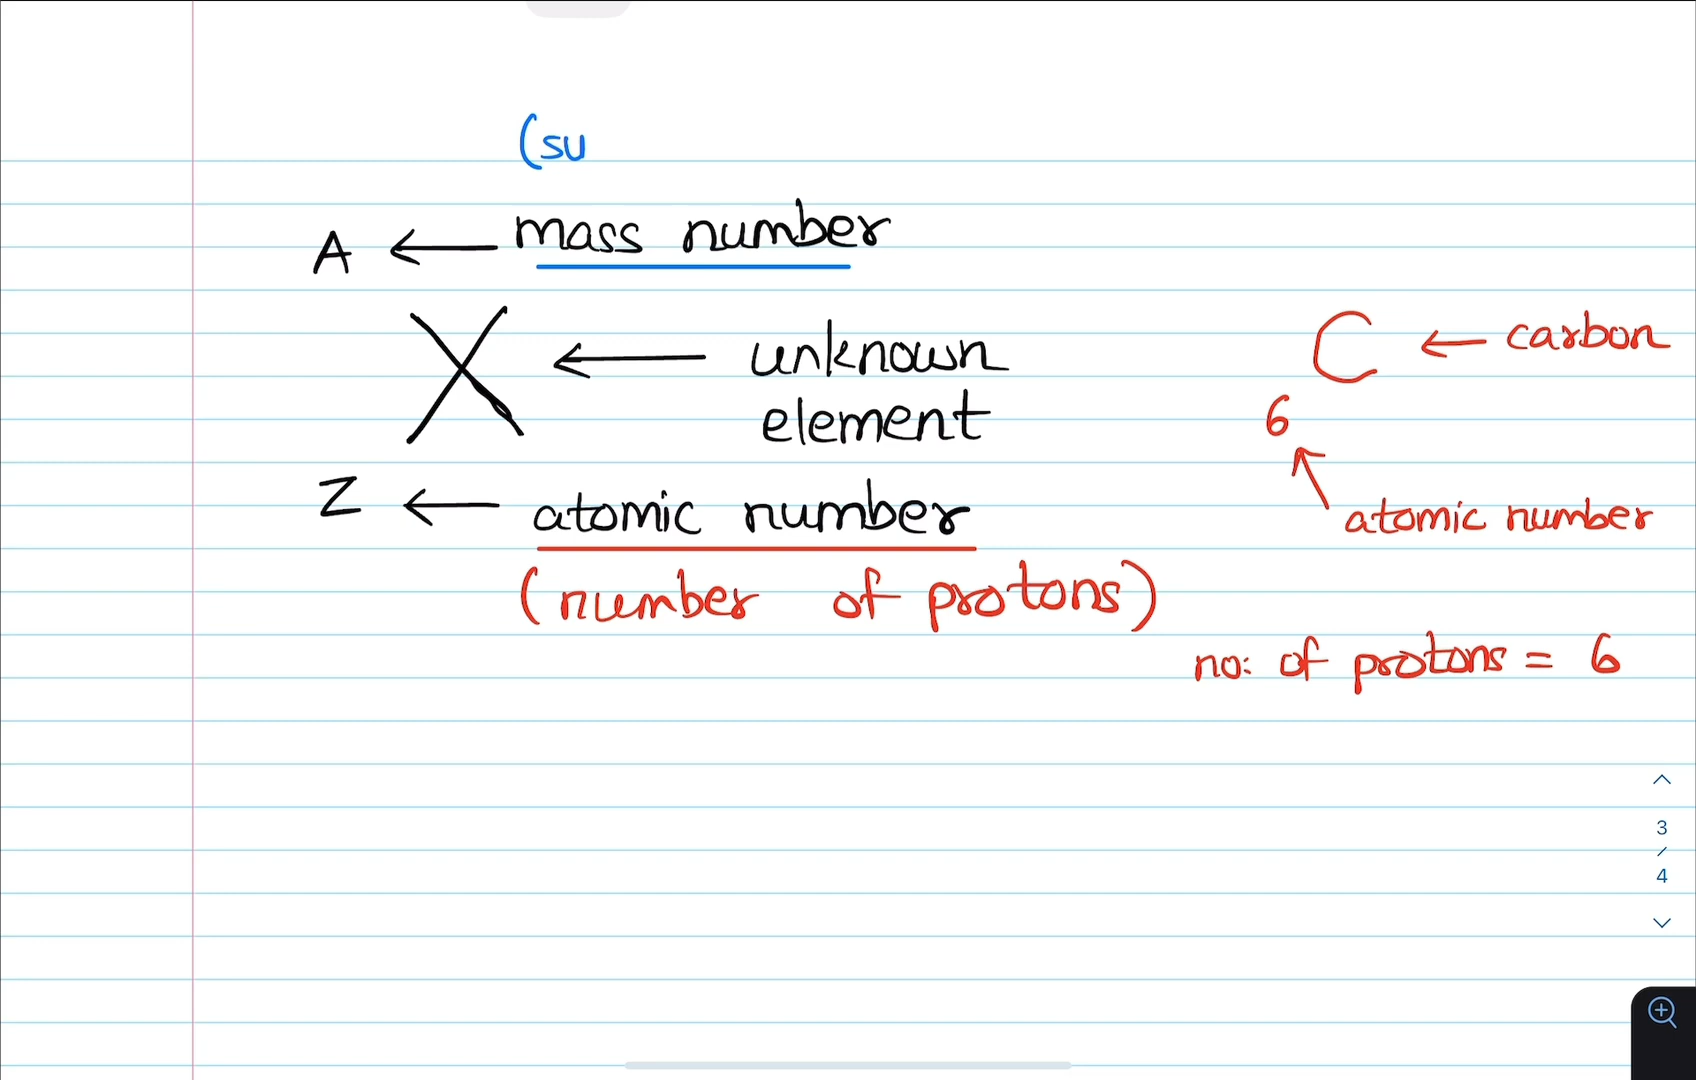 (su
A ← mass number
X ← unknown
element
Z ← atomic number
(number of protons)
C ← carbon
6
atomic number
no: of protons = 6
3
/
4